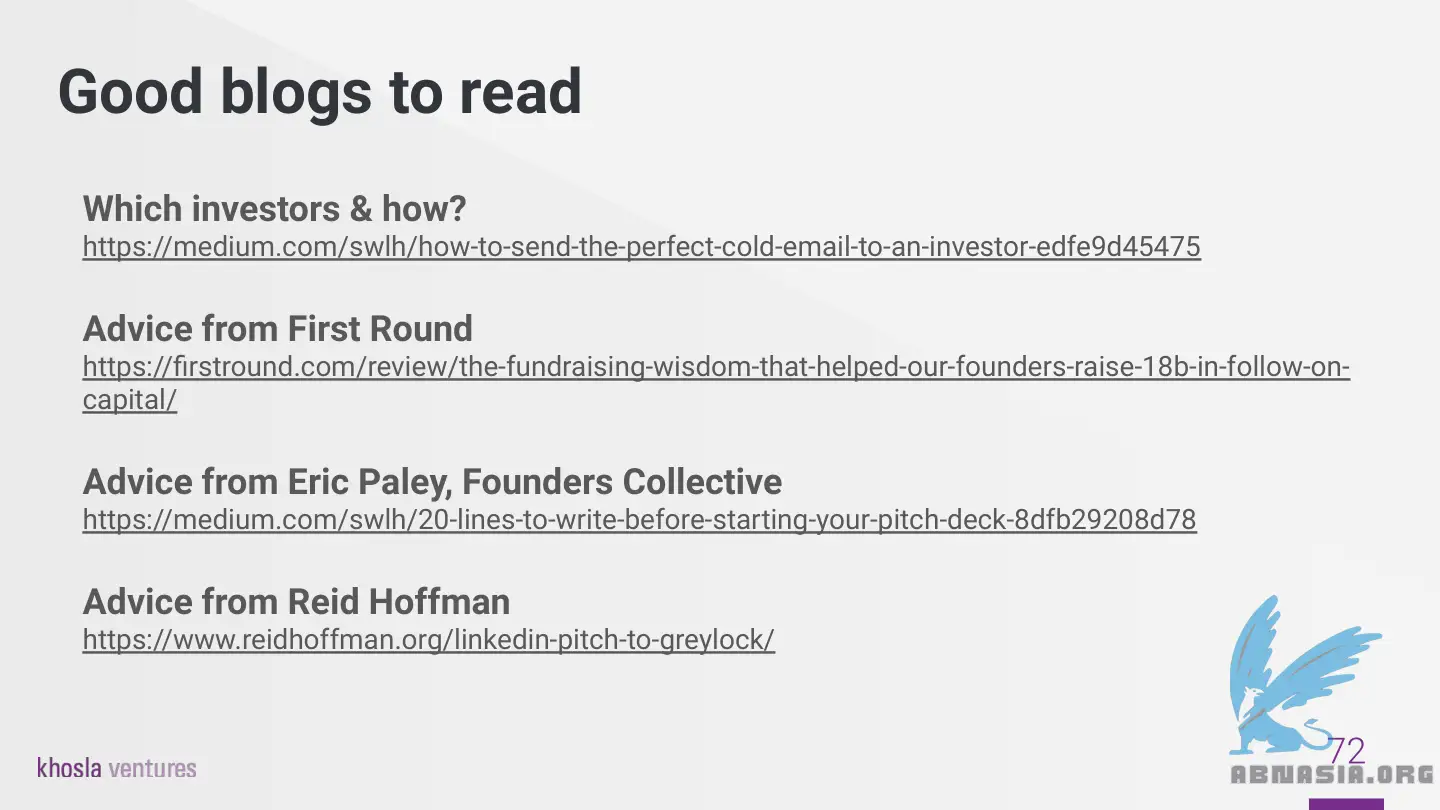 Good blogs to read
Which investors & how?
https://medium.com/swlh/how-to-send-the-perfect-cold-email-to-an-investor-edfe9d45475
Advice from First Round
https://firstround.com/review/the-fundraising-wisdom-that-helped-our-founders-raise-18b-in-follow-on-
capital/
Advice from Eric Paley, Founders Collective
https://medium.com/swlh/20-lines-to-write-before-starting-your-pitch-deck-8dfb29208d78
Advice from Reid Hoffman
https://www.reidhoffman.org/linkedin-pitch-to-greylock/
khosla ventures
72
ABNASIA.ORG